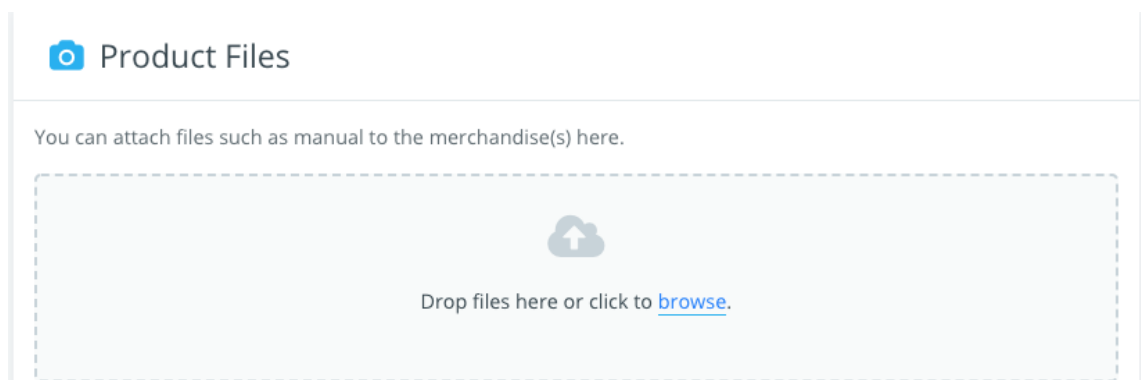 Product Files
You can attach files such as manual to the merchandise(s) here.
Drop files here or click to browse.